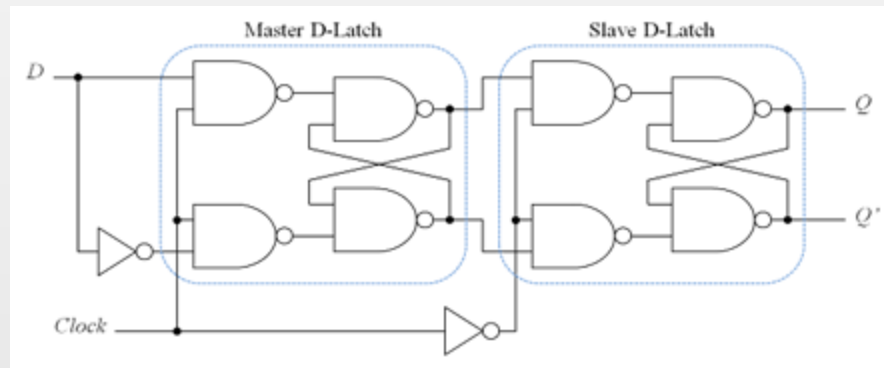 Master D-Latch
Slave D-Latch
D
Q
Q'
Clock